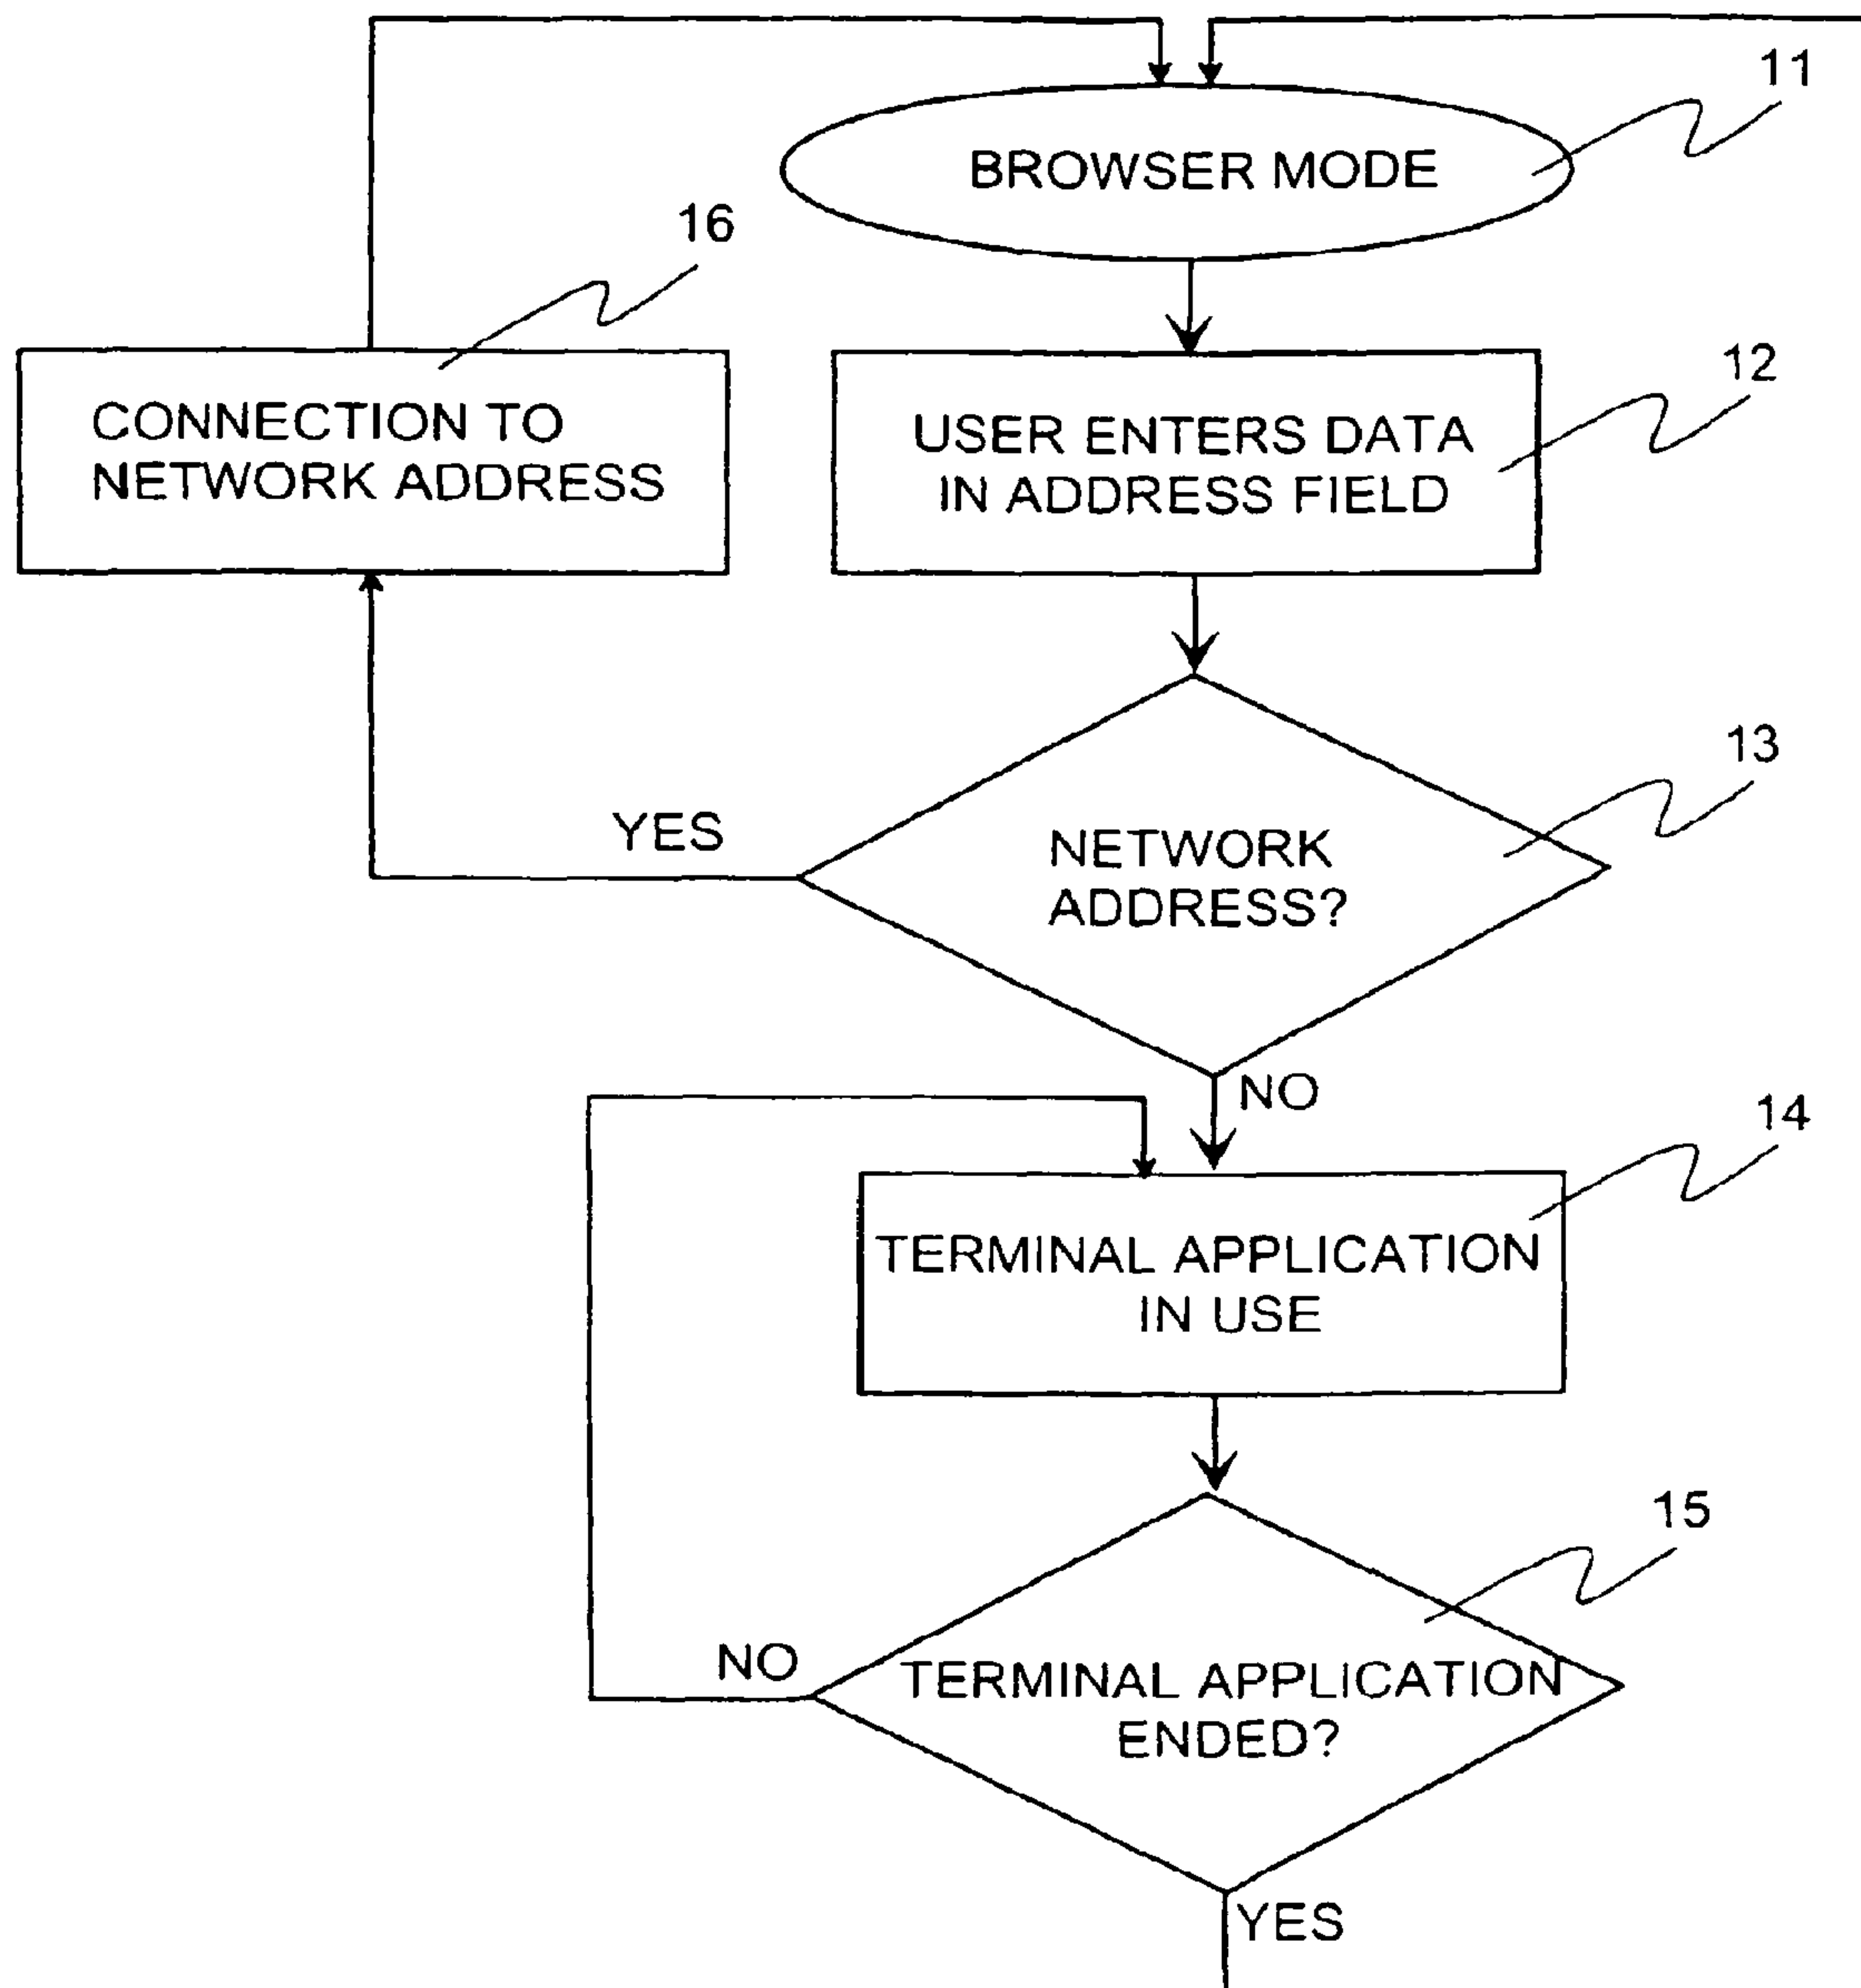 11
BROWSER MODE
16
CONNECTION TO
NETWORK ADDRESS
12
USER ENTERS DATA
IN ADDRESS FIELD
13
YES
NETWORK
ADDRESS?
NO
14
TERMINAL APPLICATION
IN USE
15
NO
TERMINAL APPLICATION
ENDED?
YES